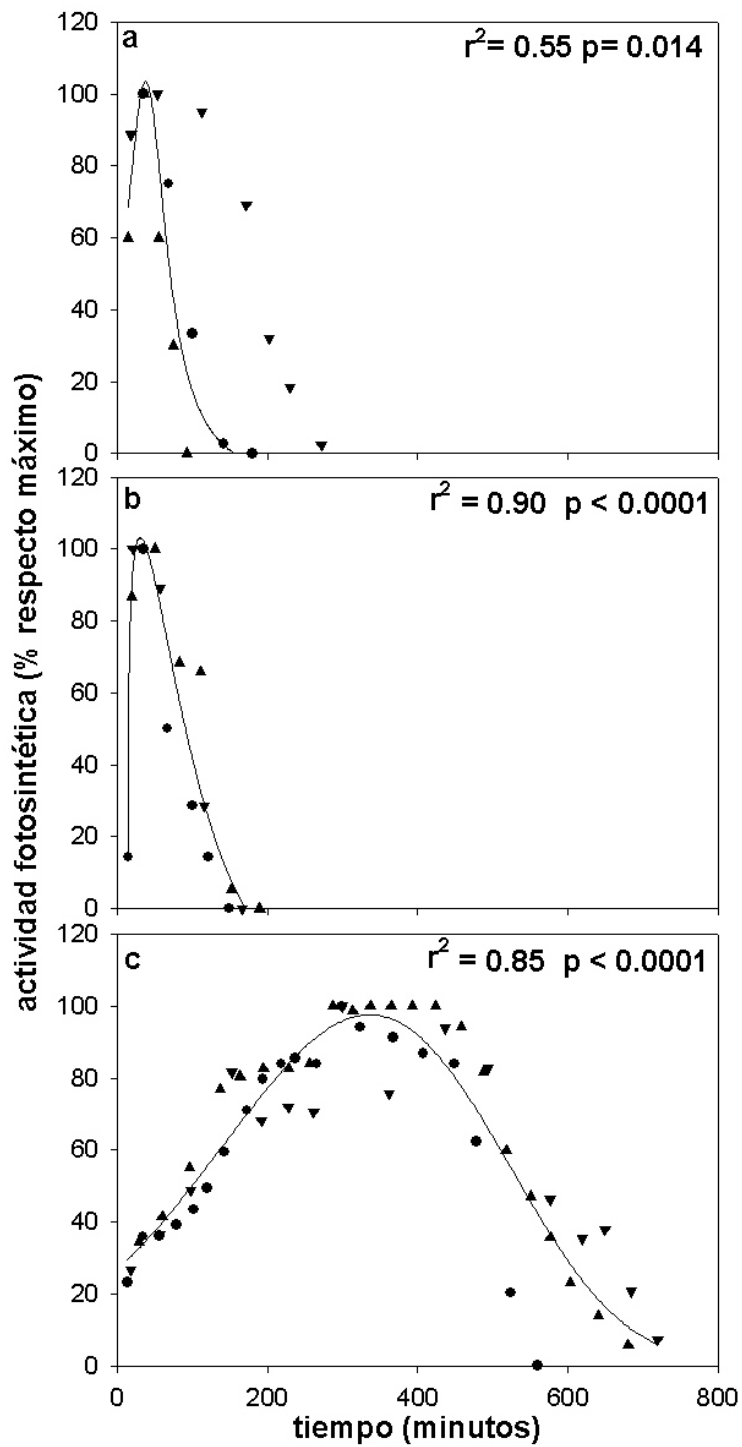 120
a
r²= 0.55 p= 0.014
100
80
60
40
20
0
120
b
r² = 0.90 p < 0.0001
100
80
60
40
20
0
120
c
r² = 0.85 p < 0.0001
100
80
60
40
20
0
0 200 400 600 800
tiempo (minutos)
actividad fotosintética (% respecto máximo)